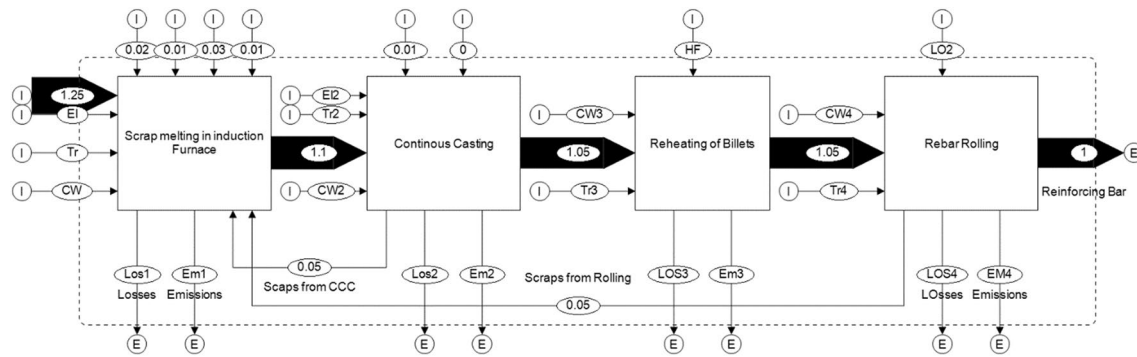 I I I I I I I I
0.02 0.01 0.03 0.01 0.01 0 HF LO2
I 1.25
I El
I Tr
I CW
Scrap melting in induction
Furnace
1.1
I El2
I Tr2
I CW2
Continous Casting
1.05
I CW3
I Tr3
Reheating of Billets
1.05
I CW4
I Tr4
Rebar Rolling
1
E
Reinforcing Bar
0.05
Scaps from CCC
Scraps from Rolling
0.05
Los1 Em1 Los2 Em2 LOS3 Em3 LOS4 EM4
Losses Emissions LOsses Emissions
E E E E E E E E